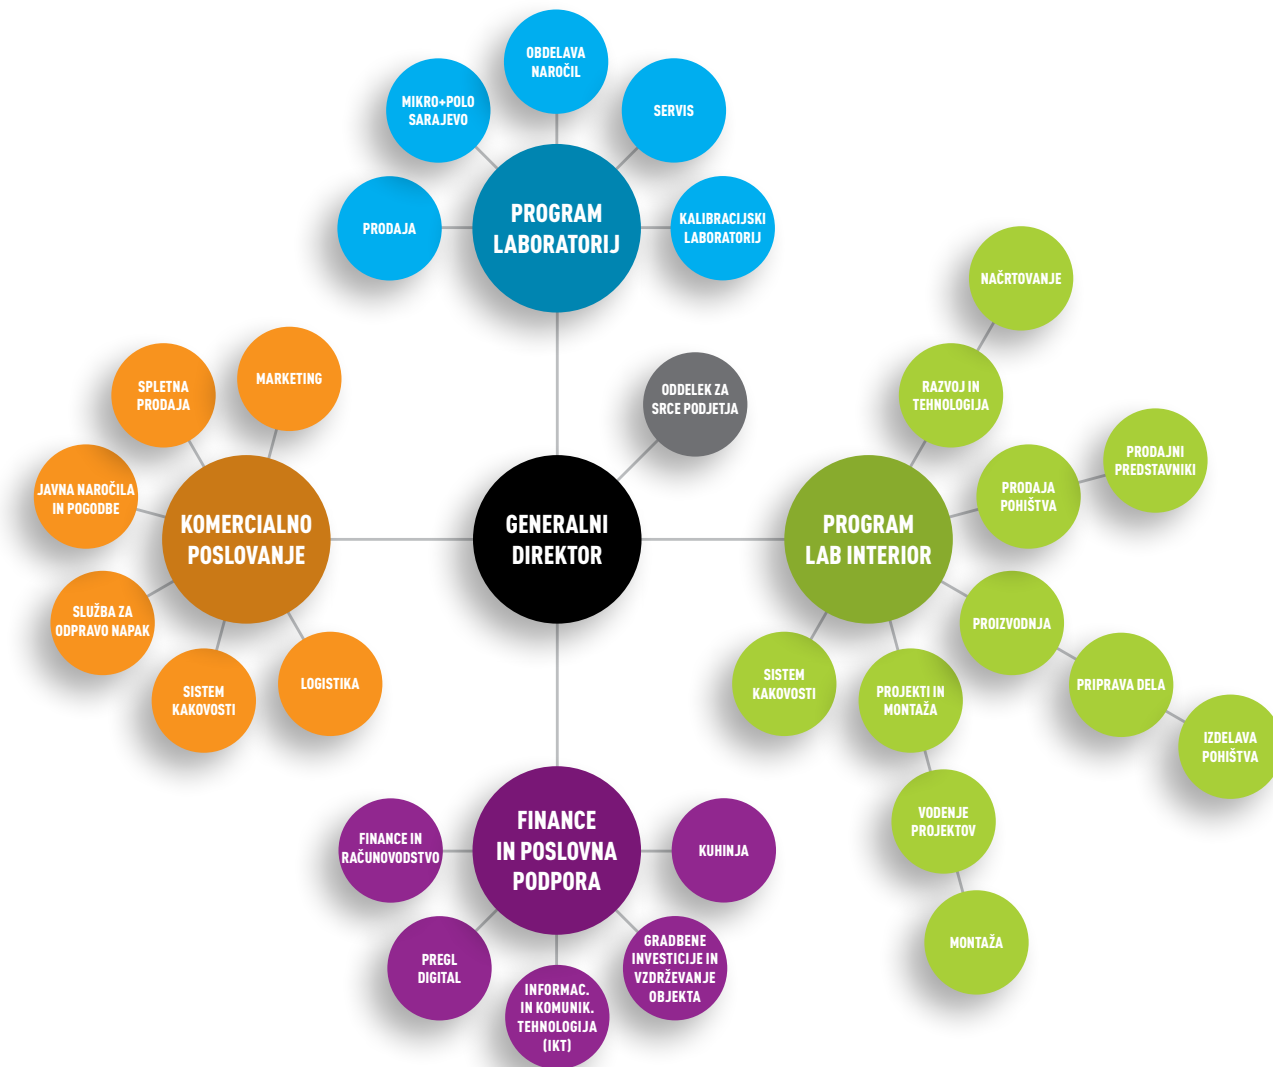 OBDELAVA
NAROČIL
MIKRO+POLO
SARAJEVO
SERVIS
PRODAJA
PROGRAM
LABORATORIJ
KALIBRACIJSKI
LABORATORIJ
NAČRTOVANJE
RAZVOJ IN
TEHNOLOGIJA
ODDELEK ZA
SRCE PODJETJA
MARKETING
SPLETNA
PRODAJA
JAVNA NAROČILA
IN POGODBE
KOMERCIALNO
POSLOVANJE
GENERALNI
DIREKTOR
PROGRAM
LAB INTERIOR
PRODAJA
POHIŠTVA
PRODAJNI
PREDSTAVNIKI
SLUŽBA ZA
ODPRAVO NAPAK
SISTEM
KAKOVOSTI
LOGISTIKA
SISTEM
KAKOVOSTI
PROJEKTI IN
MONTAŽA
PROIZVODNJA
PRIPRAVA DELA
IZDELAVA
POHIŠTVA
VODENJE
PROJEKTOV
MONTAŽA
FINANCE
IN POSLOVNA
PODPORA
FINANCE IN
RAČUNOVODSTVO
KUHINJA
PREGL
DIGITAL
INFORMAC.
IN KOMUNIK.
TEHNOLOGIJA
(IKT)
GRADBENE
INVESTICIJE IN
VZDRŽEVANJE
OBJEKTA